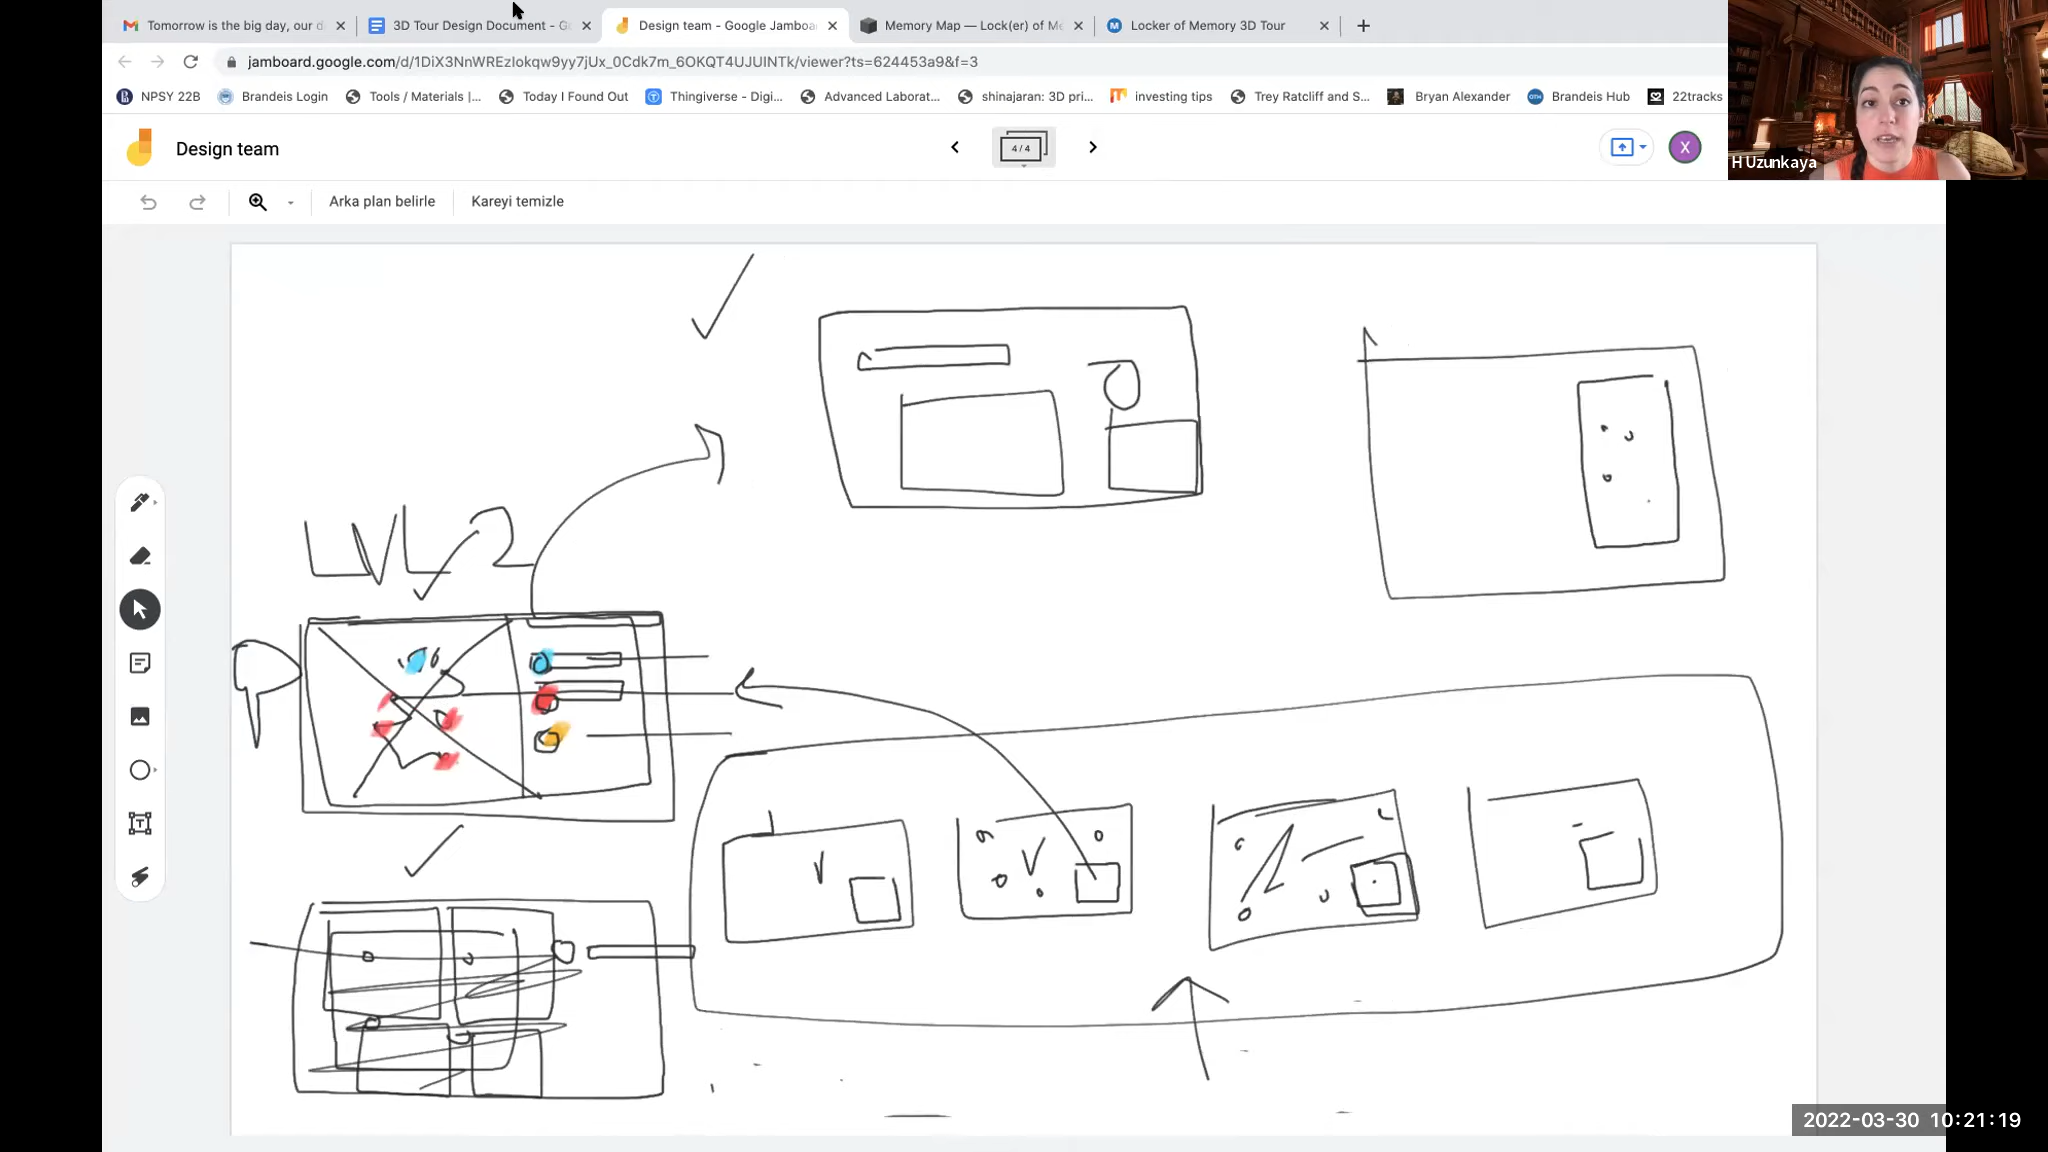 Tomorrow is the big day, our d
3D Tour Design Document - Go
Design team - Google Jamboa
Memory Map — Lock(er) of Me
Locker of Memory 3D Tour
jamboard.google.com/d/1DiX3NnWREzIokqw9yy7jUx_0Cdk7m_6OKQT4UJUINTk/viewer?ts=624453a9&f=3
NPSY 22B
Brandeis Login
Tools / Materials |...
Today I Found Out
Thingiverse - Digi...
Advanced Laborat...
shinajaran: 3D pri...
investing tips
Trey Ratcliff and S...
Bryan Alexander
Brandeis Hub
22tracks
Design team
4 / 4
X
H Uzunkaya
Arka plan belirle
Kareyi temizle
LVL 2
2022-03-30 10:21:19